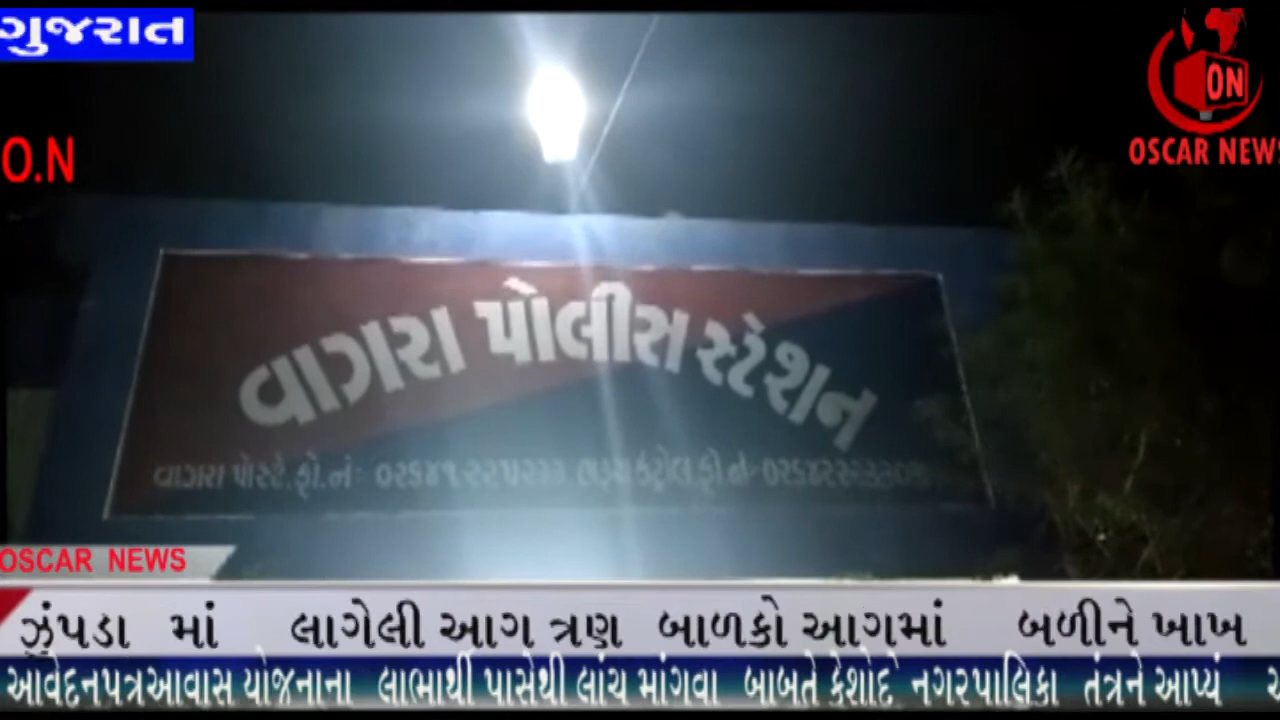 ગુજરાત
ON
OSCAR NEWS
O.N
વાગરા પોલીસ સ્ટેશન
વાગરા પોસ્ટે.ફો.નં
OSCAR NEWS
ઝુંપડા માં લાગેલી આગ ત્રણ બાળકો આગમાં બળીને ખાખ
આવેદનપત્રઆવાસ યોજનાના લાભાર્થી પાસેથી લાંચ માંગવા બાબતે કેશોદ નગરપાલિકા તંત્રને આપ્યું